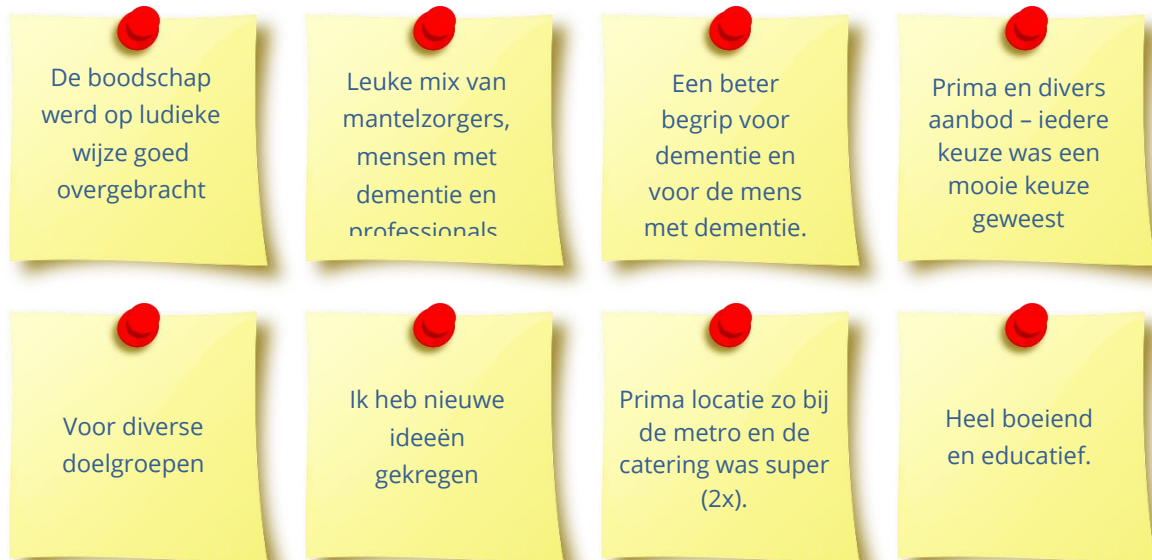 De boodschap
werd op ludieke
wijze goed
overgebracht
Leuke mix van
mantelzorgers,
mensen met
dementie en
professionals
Een beter
begrip voor
dementie en
voor de mens
met dementie.
Prima en divers
aanbod – iedere
keuze was een
mooie keuze
geweest
Voor diverse
doelgroepen
Ik heb nieuwe
ideeën
gekregen
Prima locatie zo bij
de metro en de
catering was super
(2x).
Heel boeiend
en educatief.